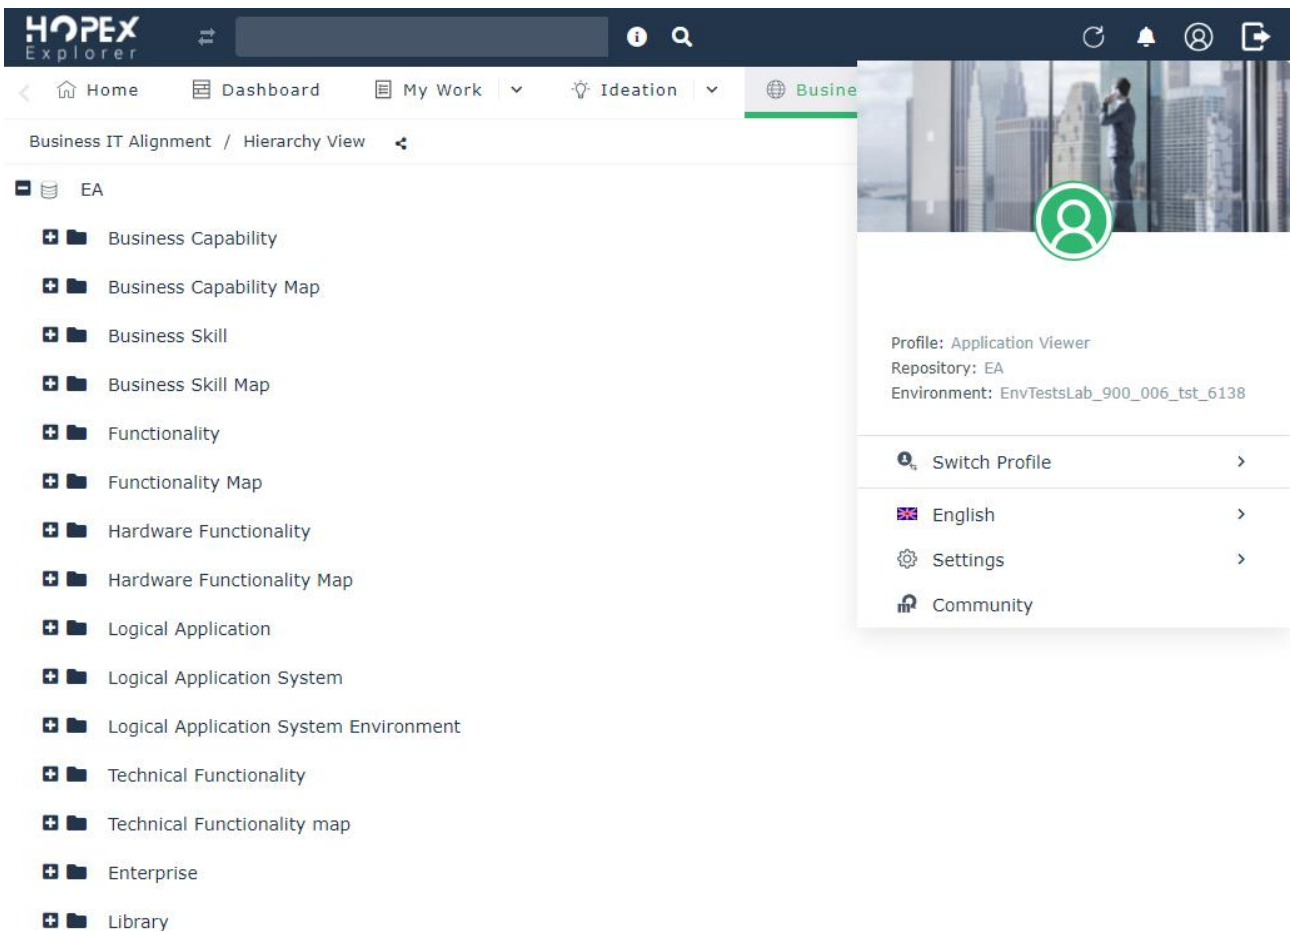 HOPEX
Explorer
Home
Dashboard
My Work
Ideation
Busine
Business IT Alignment / Hierarchy View
EA
Business Capability
Business Capability Map
Business Skill
Business Skill Map
Functionality
Functionality Map
Hardware Functionality
Hardware Functionality Map
Logical Application
Logical Application System
Logical Application System Environment
Technical Functionality
Technical Functionality map
Enterprise
Library
Profile: Application Viewer
Repository: EA
Environment: EnvTestsLab_900_006_tst_6138
Switch Profile
English
Settings
Community